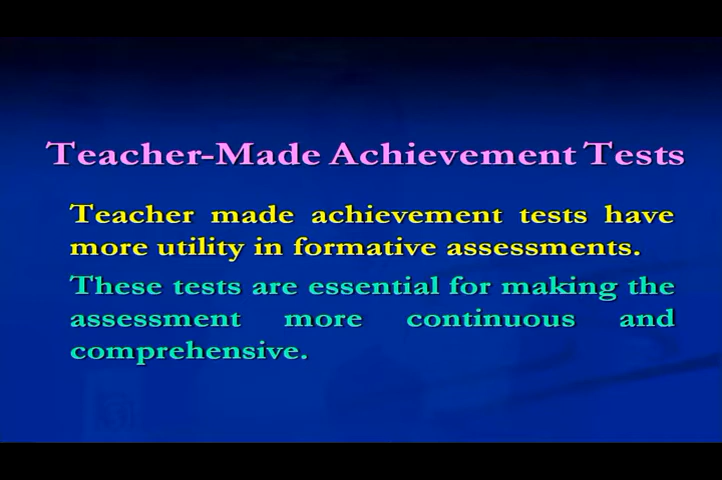 Teacher-Made Achievement Tests
Teacher made achievement tests have
more utility in formative assessments.
These tests are essential for making the
assessment more continuous and
comprehensive.